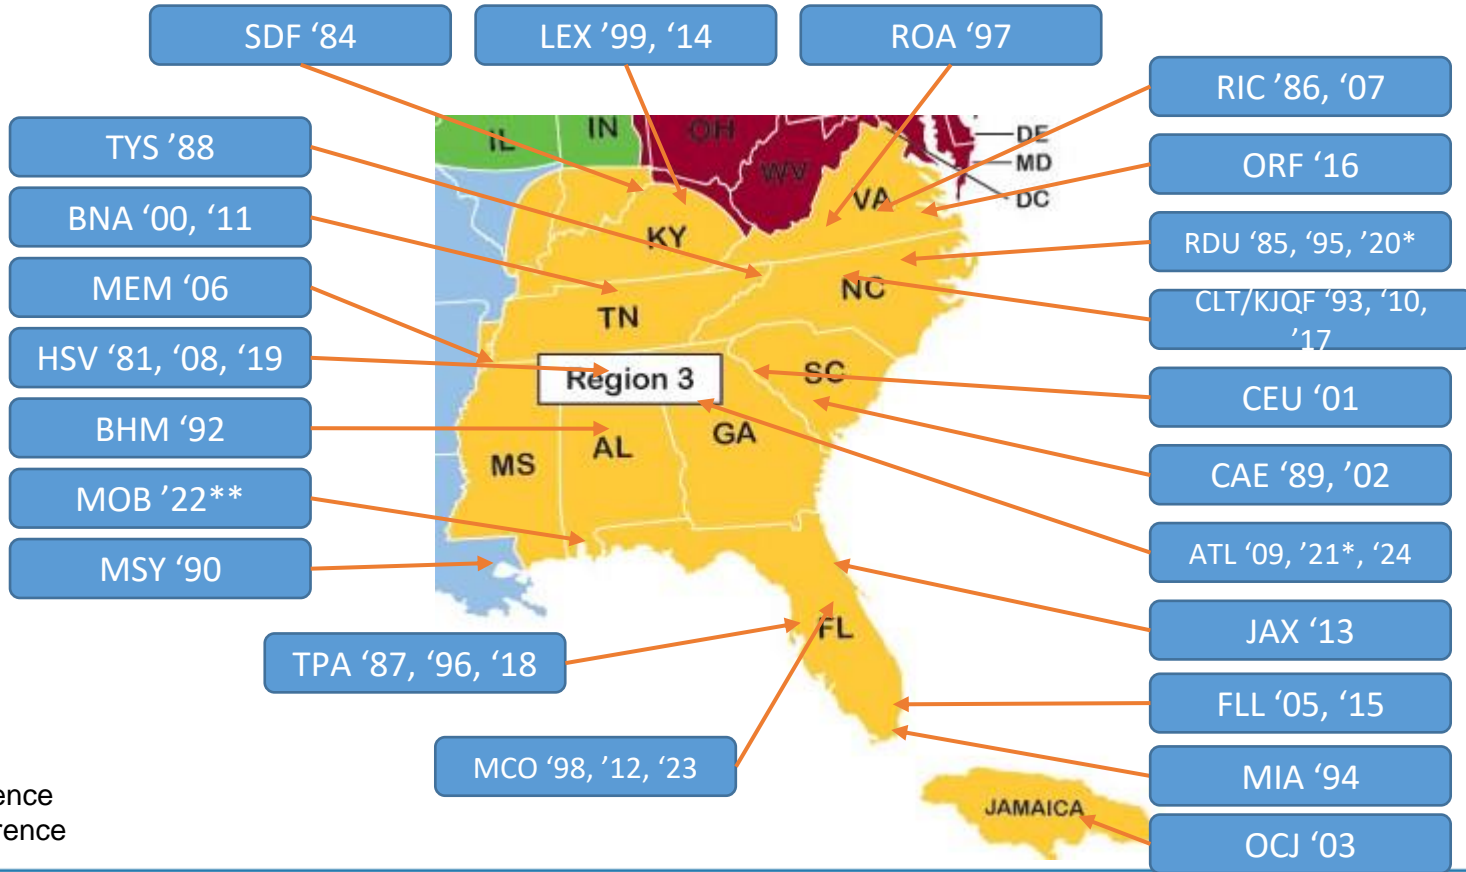 SDF ‘84
LEX ’99, ‘14
ROA ‘97
RIC ’86, ‘07
TYS ’88
ORF ’16
BNA ‘00, ‘11
RDU ’85, ‘95, ’20*
MEM ‘06
CLT/KJQF ‘93, ‘10,
’17
HSV ‘81, ‘08, ‘19
CEU ‘01
BHM ‘92
CAE ‘89, ’02
MOB ’22**
ATL ‘09, ’21*, ‘24
MSY ‘90
JAX ‘13
TPA ‘87, ‘96, ‘18
FLL ‘05, ‘15
MCO ‘98, ’12, ‘23
MIA ‘94
OCJ ‘03
IL
IN
OH
WV
VA
DE
MD
DC
KY
NC
TN
Region 3
SC
GA
AL
MS
FL
JAMAICA
ence
rence